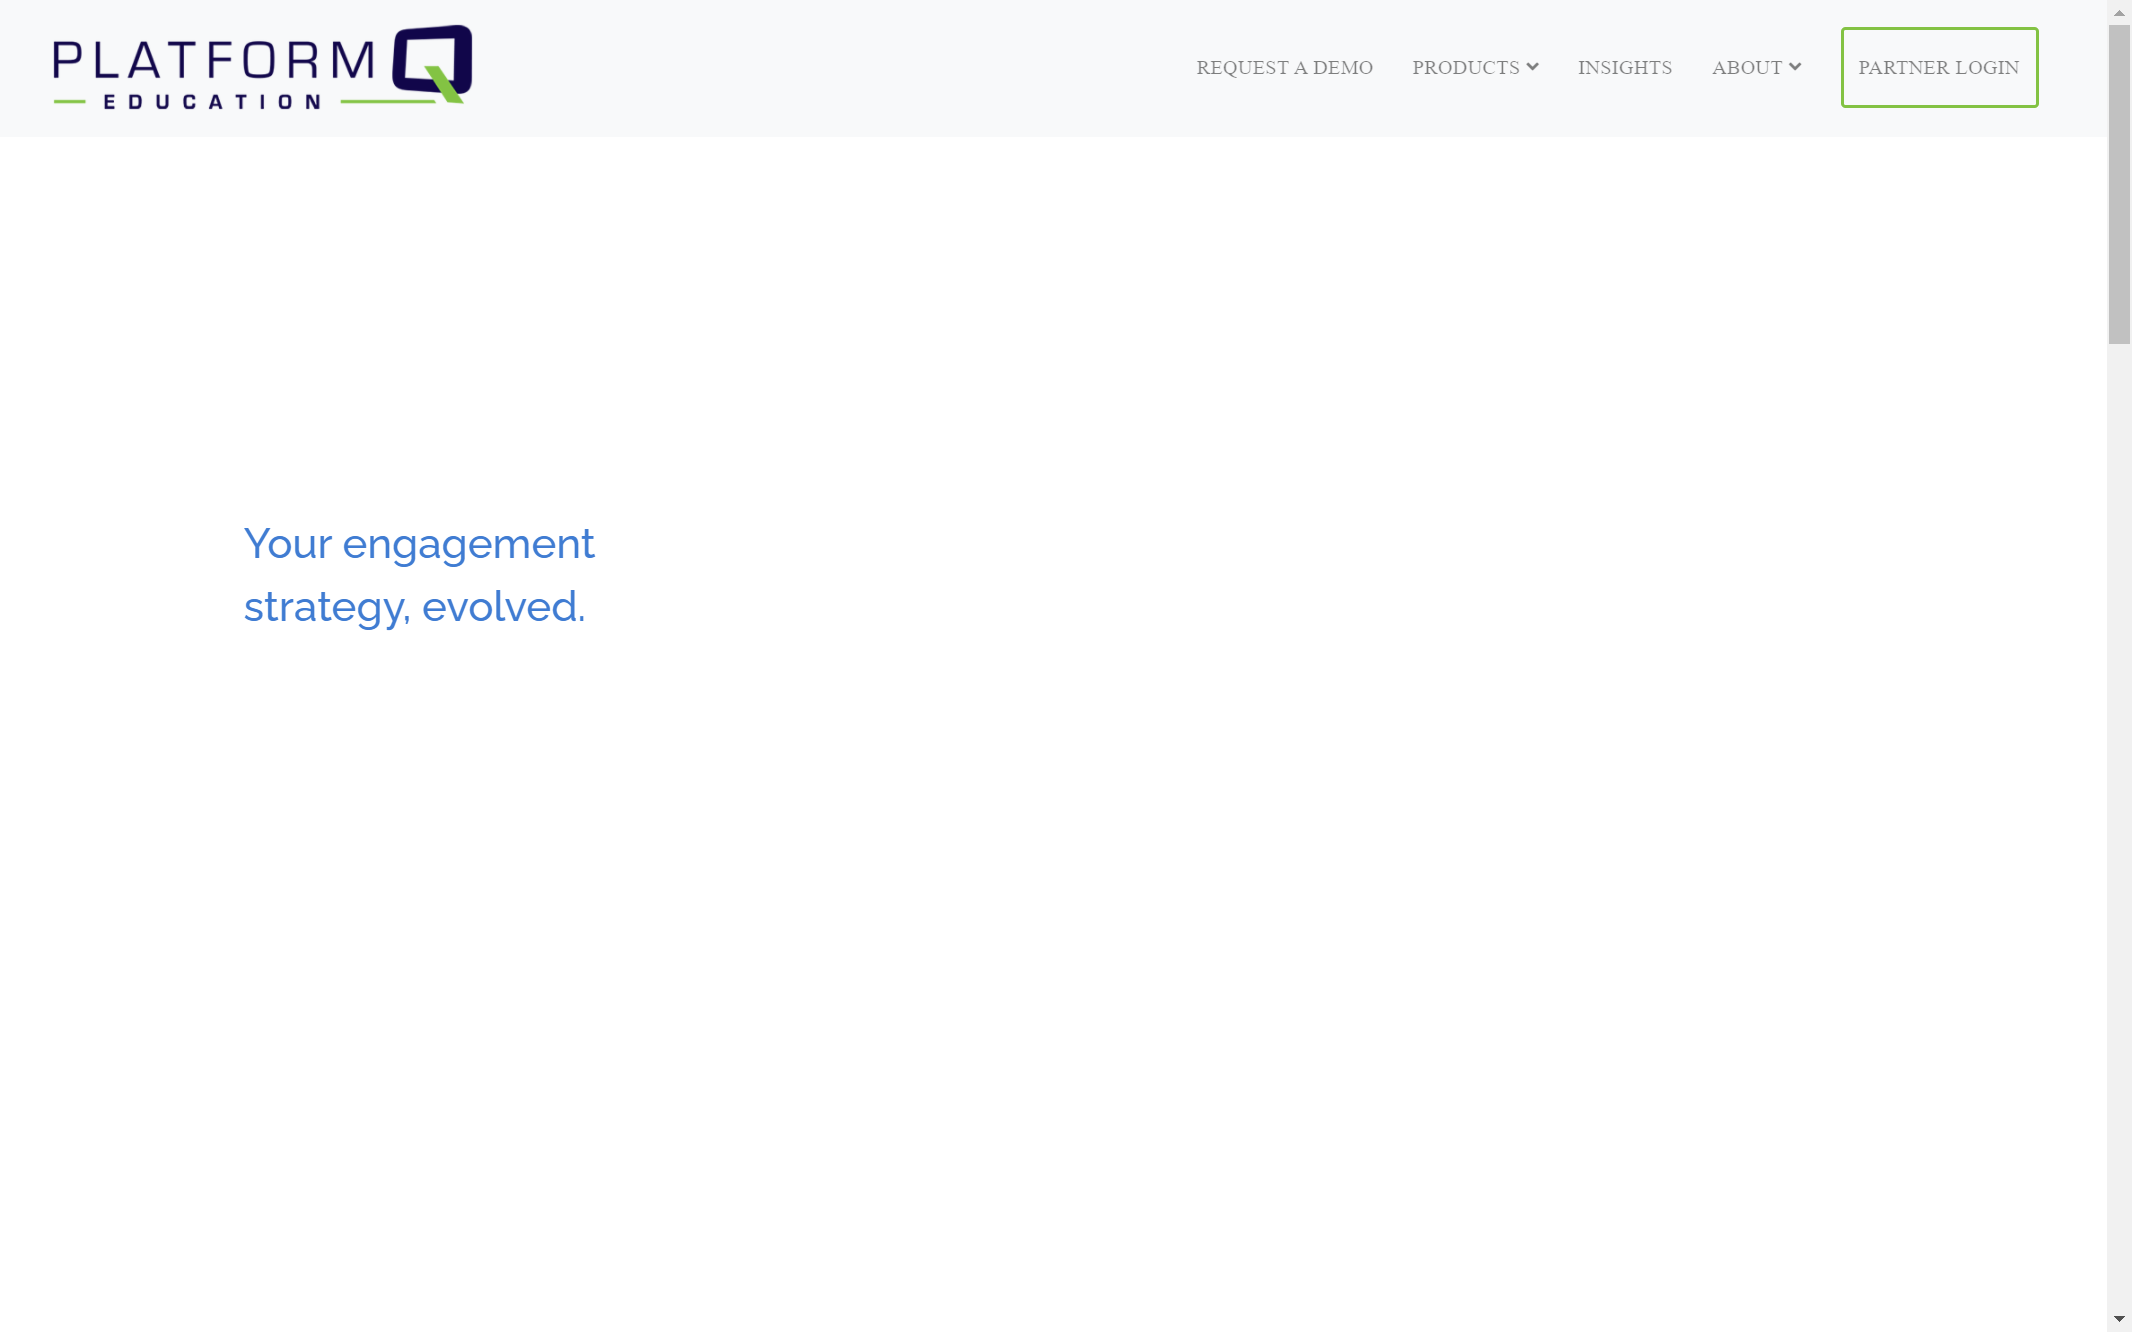 PLATFORM Q
EDUCATION
REQUEST A DEMO
PRODUCTS
INSIGHTS
ABOUT
PARTNER LOGIN
Your engagement
strategy, evolved.